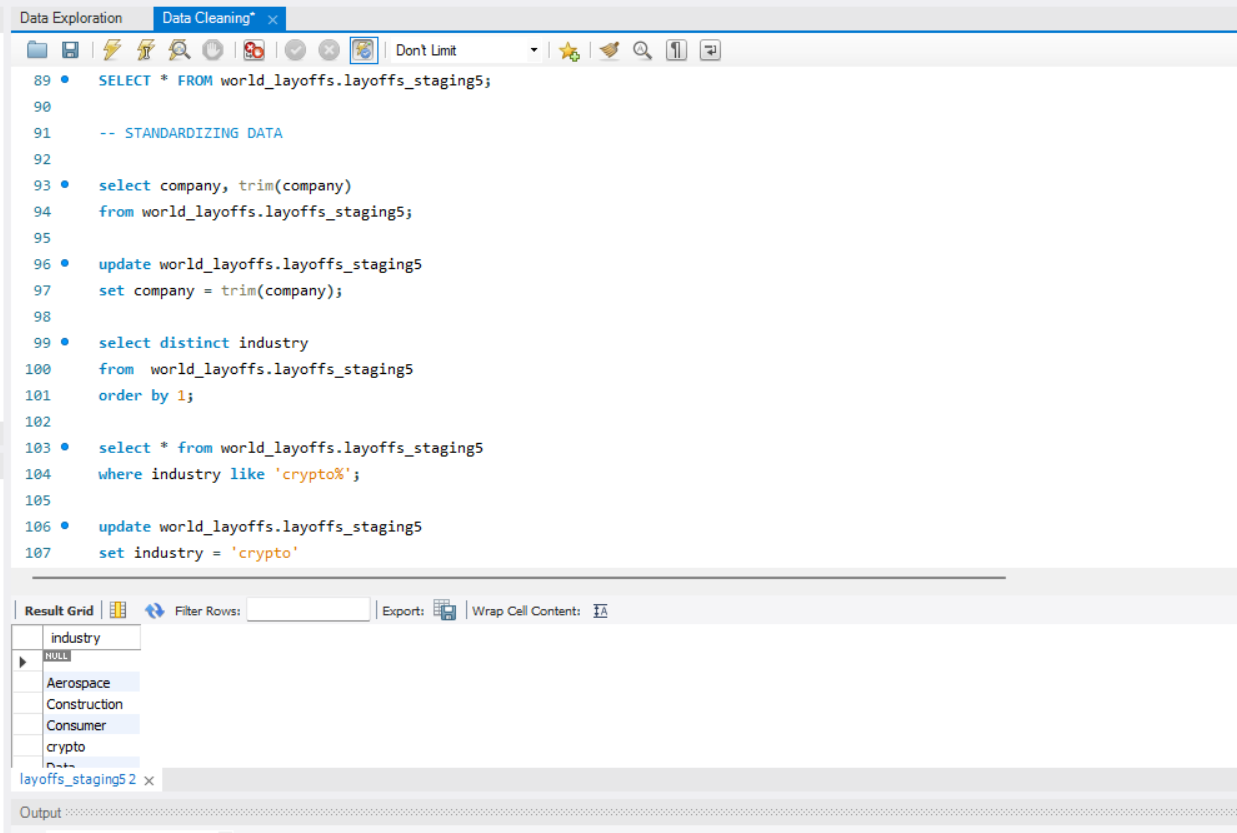 Data Exploration
Data Cleaning*
Don't Limit
89 SELECT * FROM world_layoffs.layoffs_staging5;
90
91 -- STANDARDIZING DATA
92
93 select company, trim(company)
94 from world_layoffs.layoffs_staging5;
95
96 update world_layoffs.layoffs_staging5
97 set company = trim(company);
98
99 select distinct industry
100 from  world_layoffs.layoffs_staging5
101 order by 1;
102
103 select * from world_layoffs.layoffs_staging5
104 where industry like 'crypto%';
105
106 update world_layoffs.layoffs_staging5
107 set industry = 'crypto'
Result Grid Filter Rows: Export: Wrap Cell Content:
industry
NULL
Aerospace
Construction
Consumer
crypto
Data
layoffs_staging5 2
Output